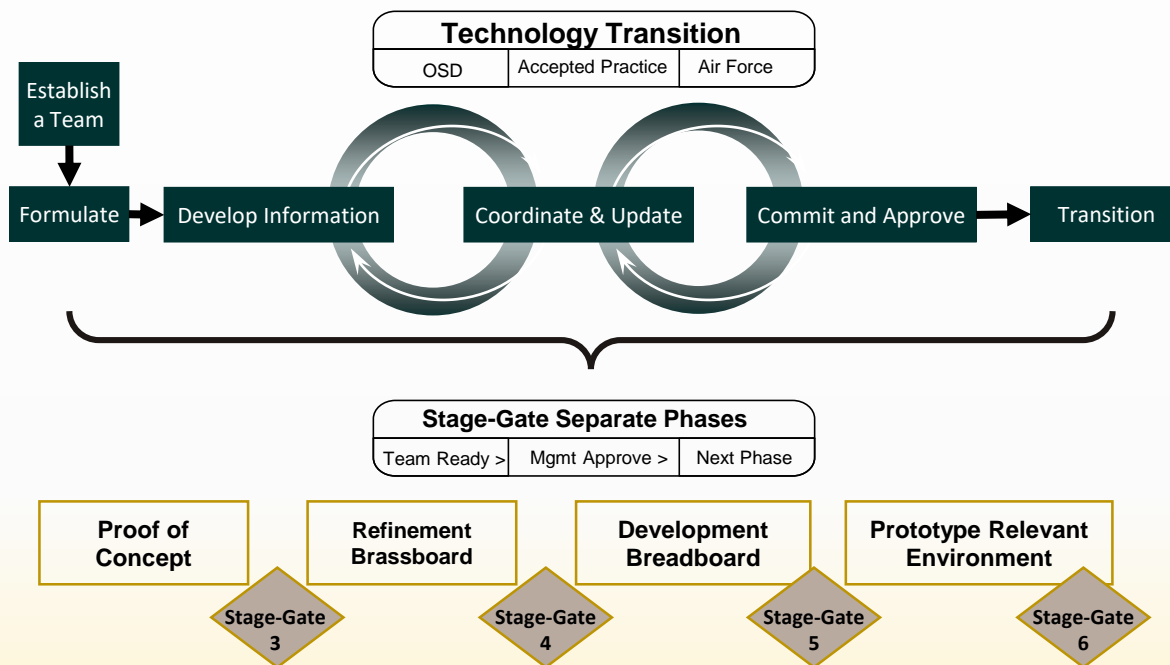 Technology Transition
OSD
Accepted Practice
Air Force
Establish
a Team
Formulate
Develop Information
Coordinate & Update
Commit and Approve
Transition
Stage-Gate Separate Phases
Team Ready >
Mgmt Approve >
Next Phase
Proof of
Concept
Refinement
Brassboard
Development
Breadboard
Prototype Relevant
Environment
Stage-Gate
3
Stage-Gate
4
Stage-Gate
5
Stage-Gate
6